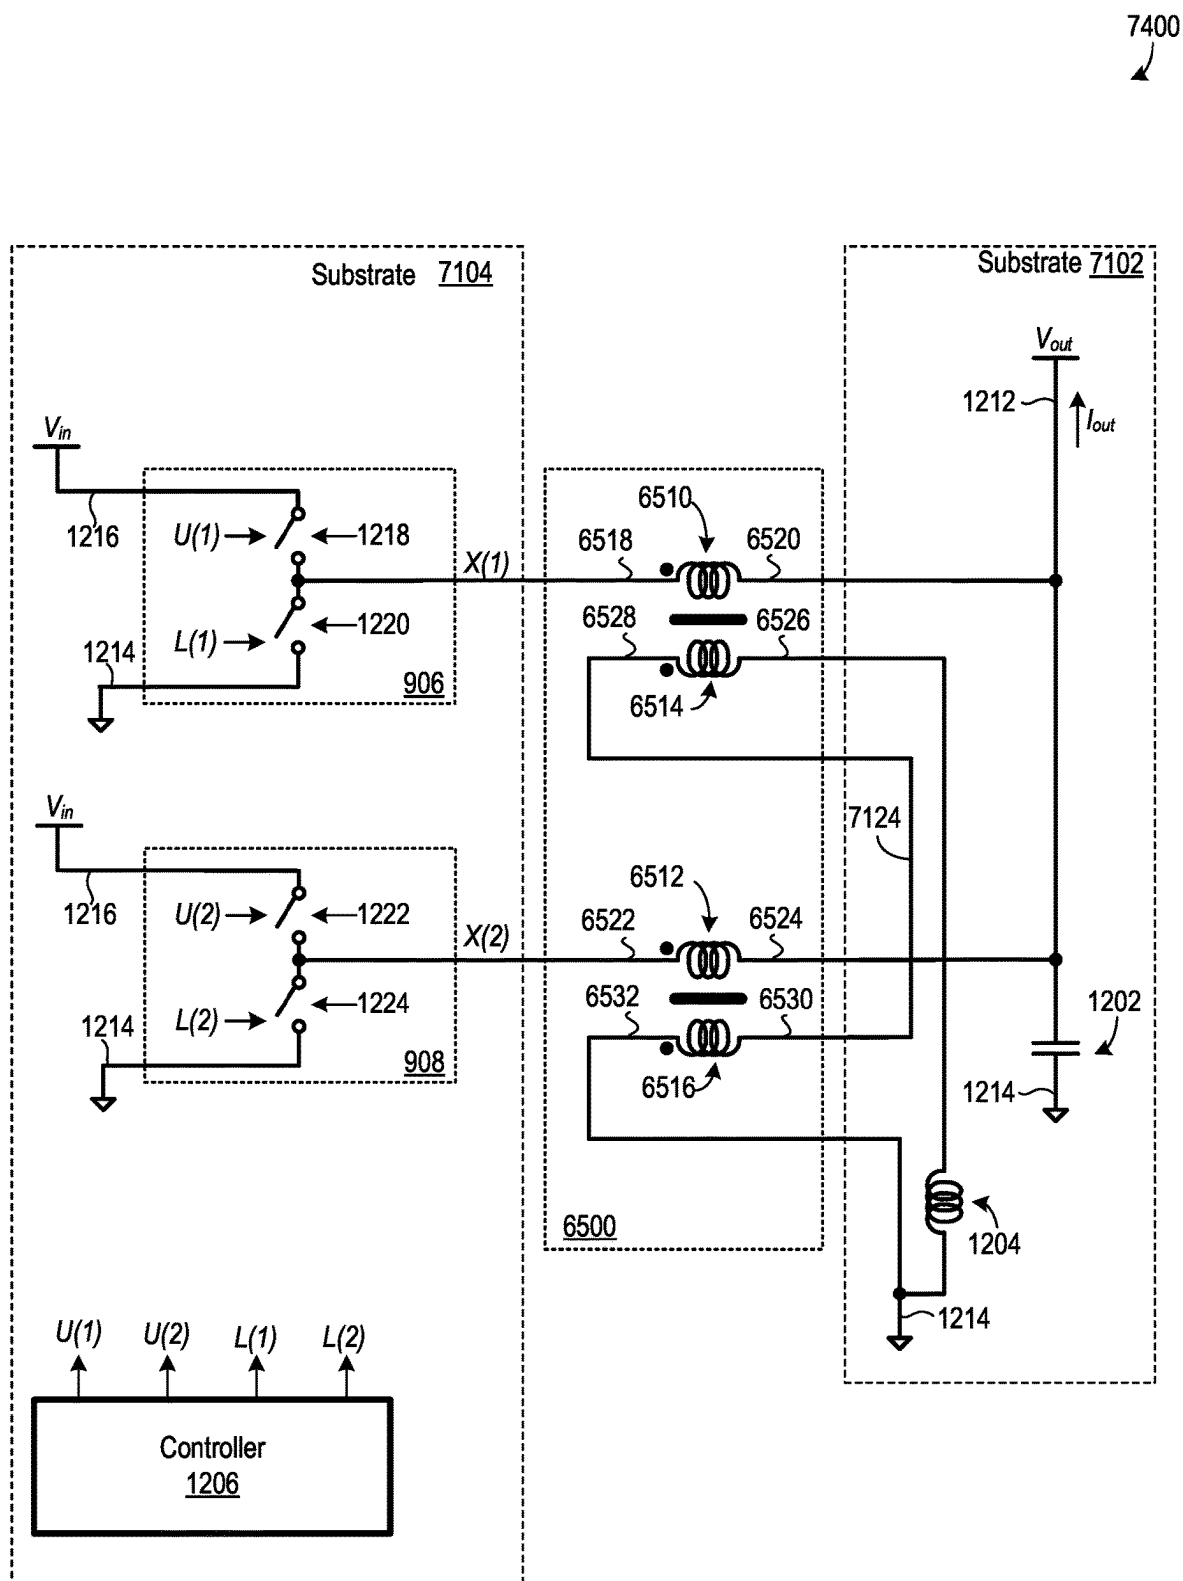 7400
Substrate 7104
Substrate 7102
Vout
1212
Iout
Vin
1216
U(1)
1218
X(1)
6518
6510
6520
1214
L(1)
1220
906
6528
6526
6514
Vin
1216
U(2)
1222
X(2)
6522
6512
6524
7124
1214
L(2)
1224
908
6532
6530
6516
1202
1214
6500
1204
1214
U(1) U(2) L(1) L(2)
Controller
1206